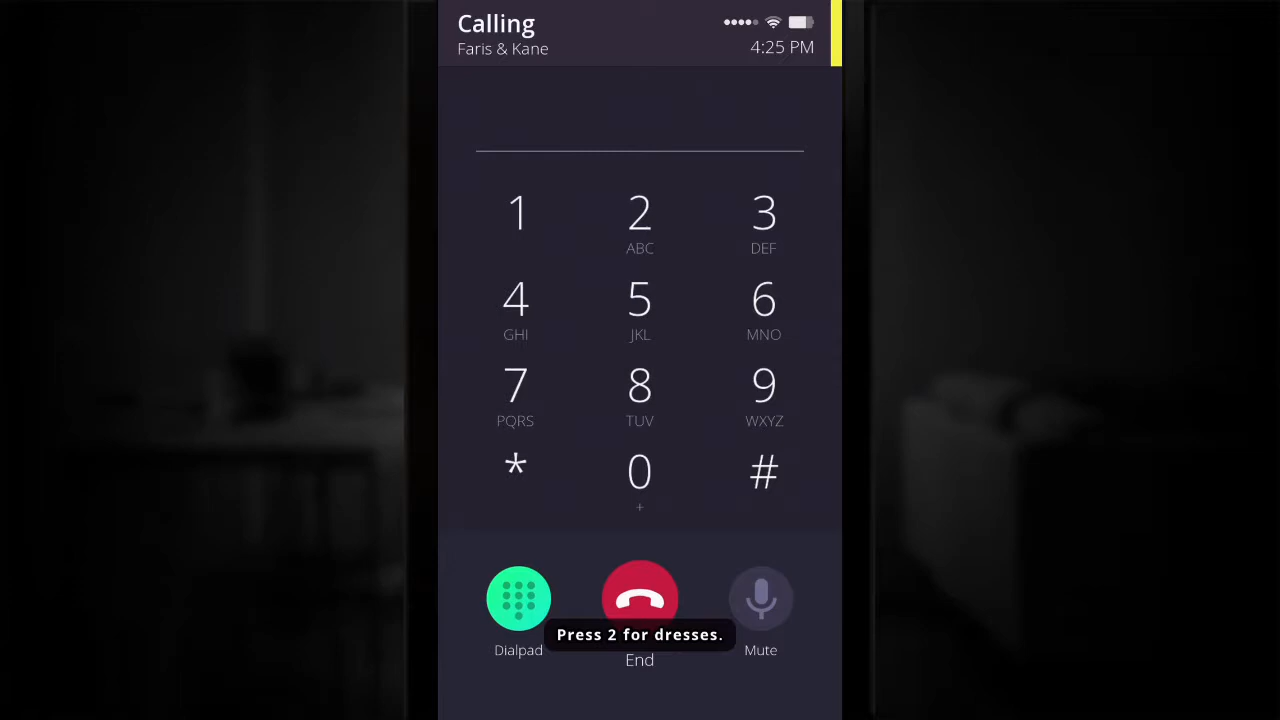 Calling
Faris & Kane
4:25 PM
1
2
3
ABC
DEF
4
5
6
GHI
JKL
MNO
7
8
9
PQRS
TUV
WXYZ
*
0
#
+
Press 2 for dresses.
Dialpad
End
Mute